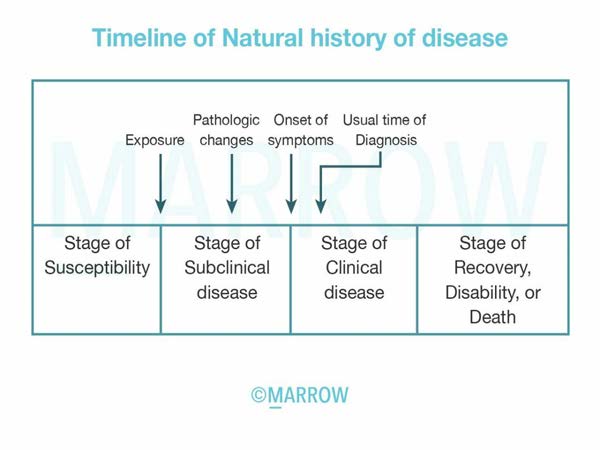 Timeline of Natural history of disease
Exposure
Pathologic
changes
Onset of
symptoms
Usual time of
Diagnosis
MARROW
Stage of
Susceptibility
Stage of
Subclinical
disease
Stage of
Clinical
disease
Stage of
Recovery,
Disability, or
Death
©MARROW